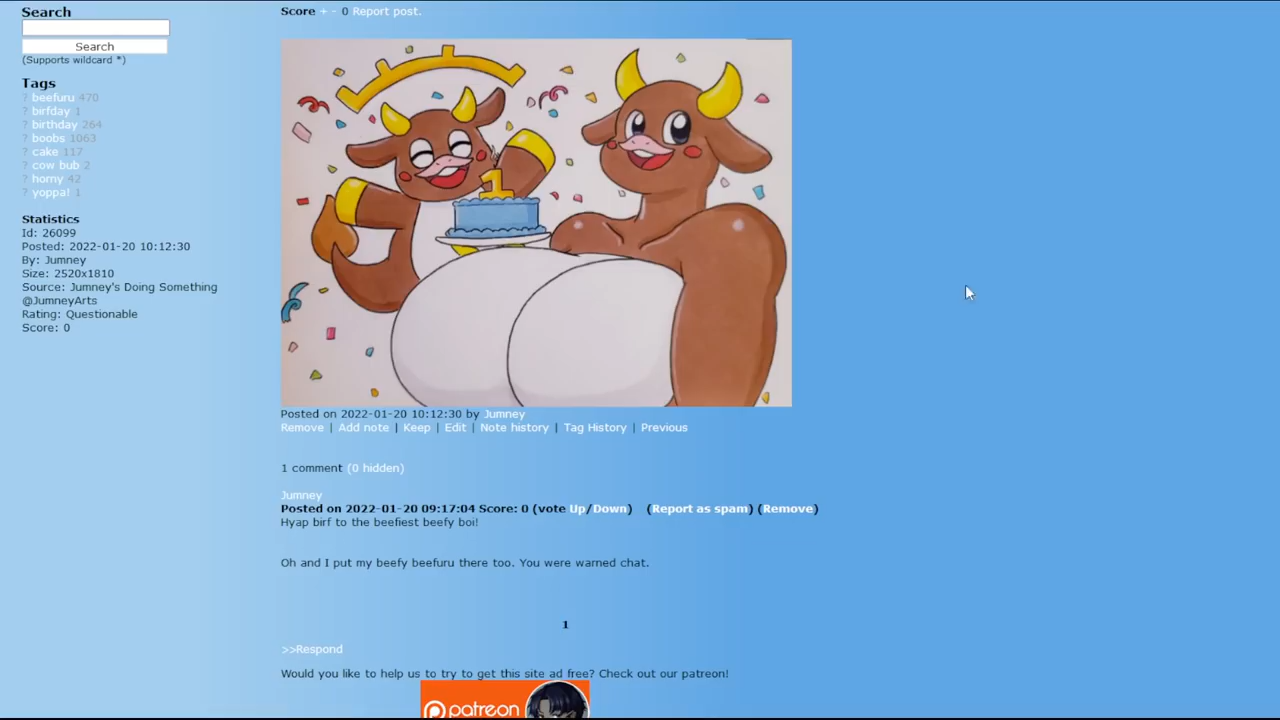 Search
Search
(Supports wildcard *)
Tags
? beefuru 470
? birfday 1
? birthday 264
? boobs 1063
? cake 117
? cow bub 2
? horny 42
? yoppa! 1
Statistics
Id: 26099
Posted: 2022-01-20 10:12:30
By: Jumney
Size: 2520x1810
Source: Jumney's Doing Something
@JumneyArts
Rating: Questionable
Score: 0
Score + - 0 Report post.
1
Posted on 2022-01-20 10:12:30 by Jumney
Remove | Add note | Keep | Edit | Note history | Tag History | Previous
1 comment (0 hidden)
Jumney
Posted on 2022-01-20 09:17:04 Score: 0 (vote Up/Down) (Report as spam) (Remove)
Hyap birf to the beefiest beefy boi!
Oh and I put my beefy beefuru there too. You were warned chat.
1
>>Respond
Would you like to help us to try to get this site ad free? Check out our patreon!
patreon